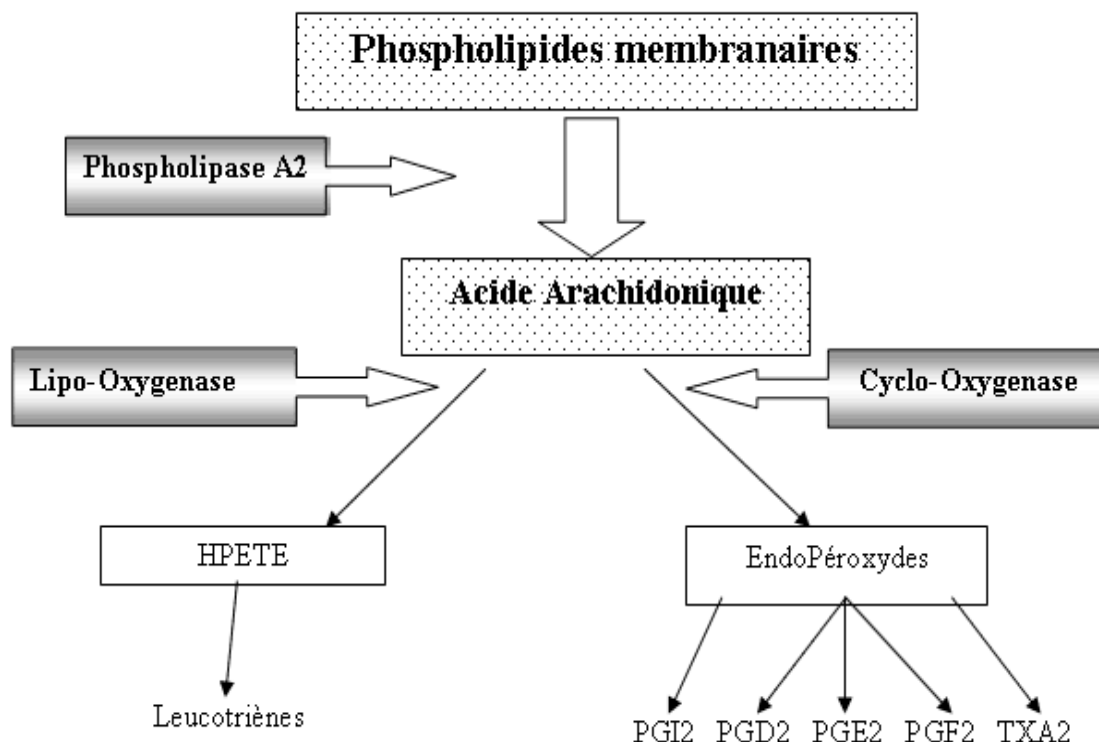 Phospholipides membranaires
Phospholipase A2
Acide Arachidonique
Lipo-Oxygenase
Cyclo-Oxygenase
HPETE
EndoPéroxydes
Leucotriènes
PGI2 PGD2 PGE2 PGF2 TXA2